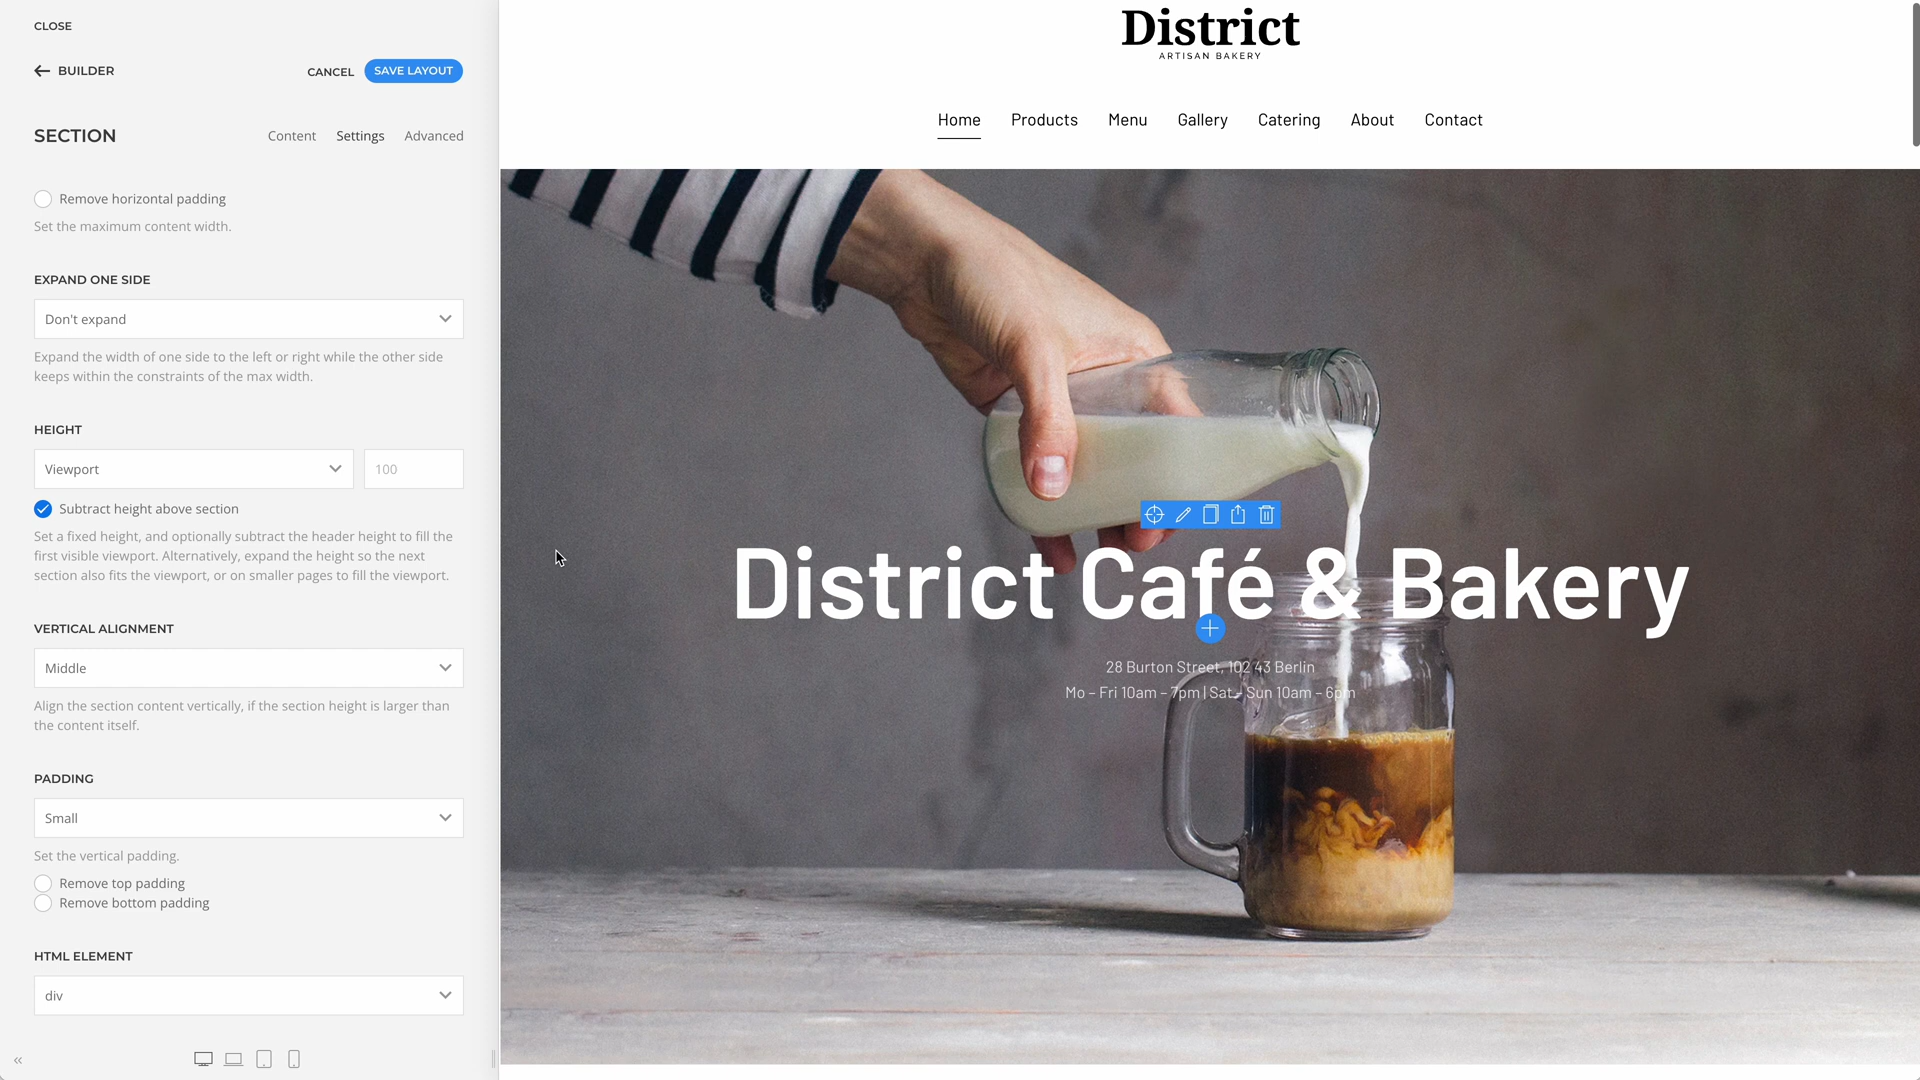 CLOSE
BUILDER
CANCEL
SAVE LAYOUT
SECTION
Content
Settings
Advanced
Remove horizontal padding
Set the maximum content width.
EXPAND ONE SIDE
Don't expand
Expand the width of one side to the left or right while the other side
keeps within the constraints of the max width.
HEIGHT
Viewport
100
Subtract height above section
Set a fixed height, and optionally subtract the header height to fill the
first visible viewport. Alternatively, expand the height so the next
section also fits the viewport, or on smaller pages to fill the viewport.
VERTICAL ALIGNMENT
Middle
Align the section content vertically, if the section height is larger than
the content itself.
PADDING
Small
Set the vertical padding.
Remove top padding
Remove bottom padding
HTML ELEMENT
div
District
ARTISAN BAKERY
Home
Products
Menu
Gallery
Catering
About
Contact
District Café & Bakery
28 Burton Street, 102 43 Berlin
Mo – Fri 10am – 7pm | Sat – Sun 10am – 6pm